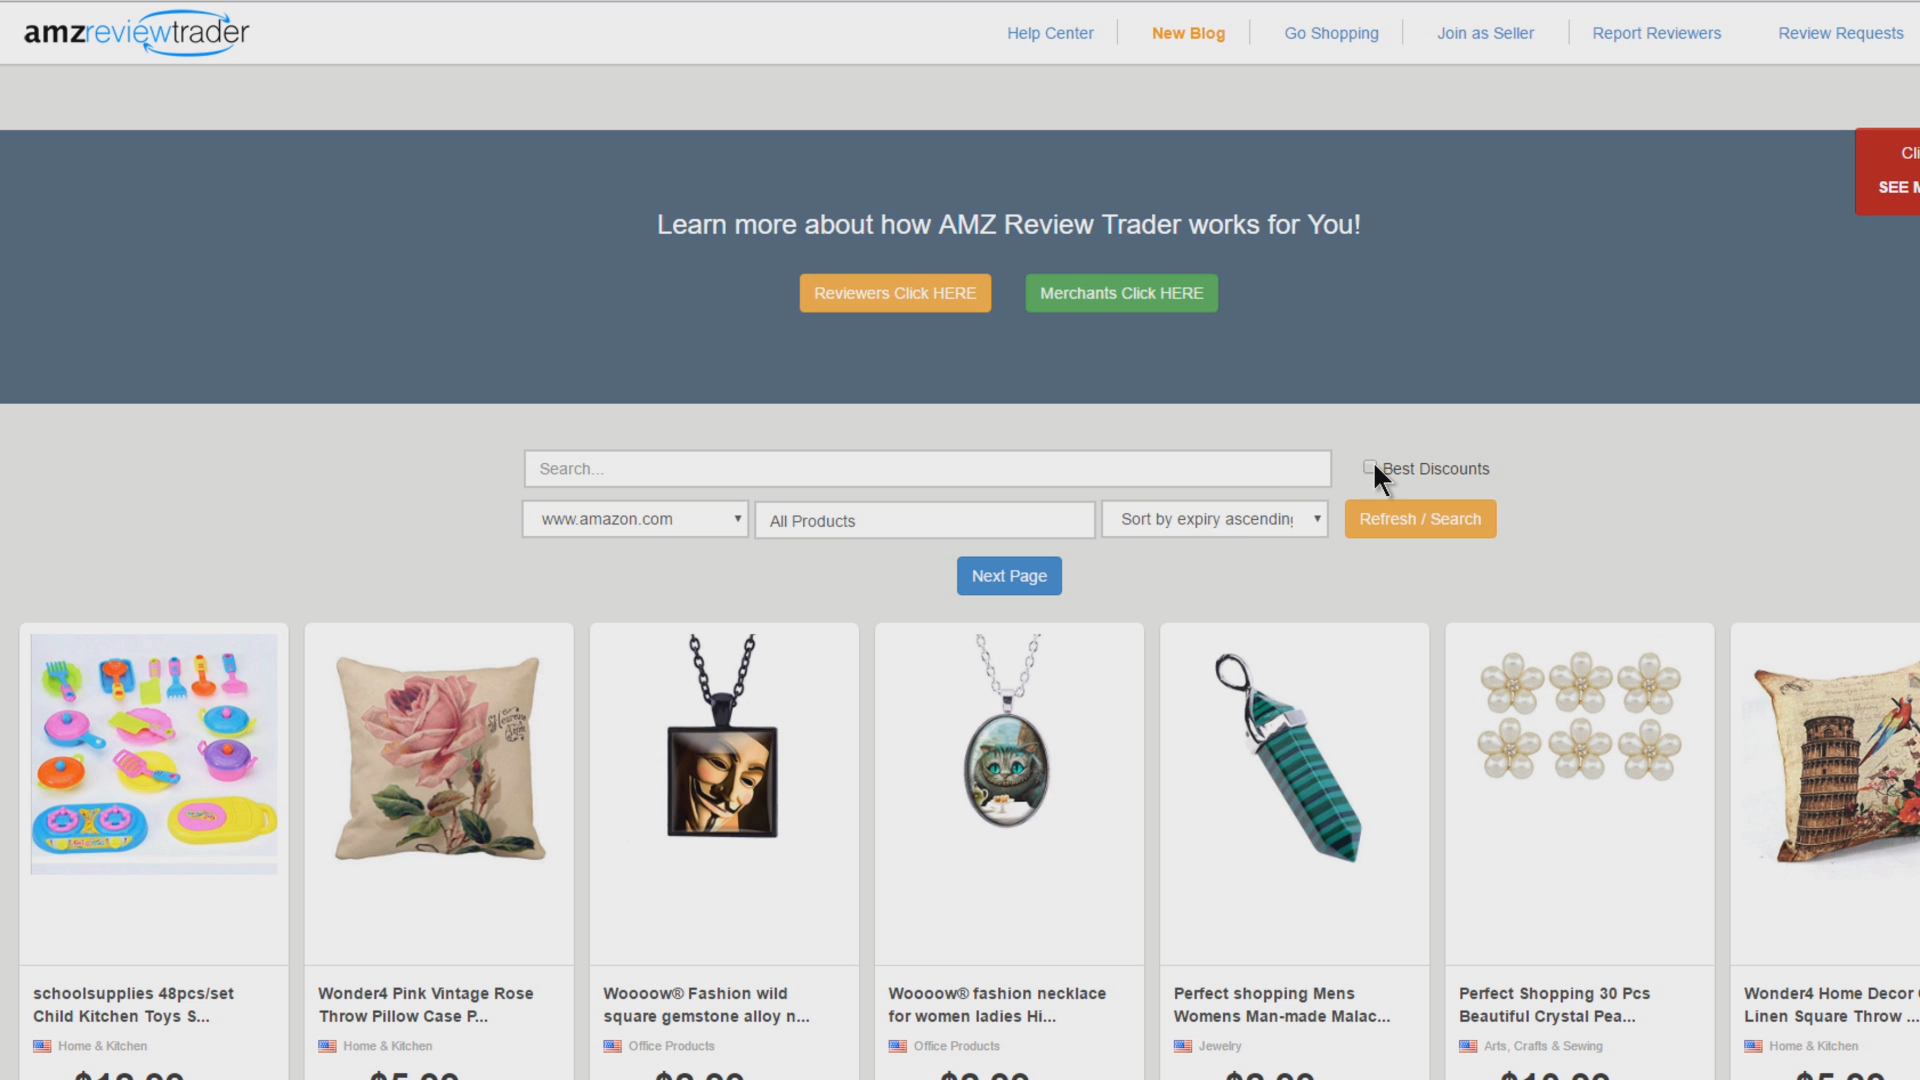 amzreviewtrader
Help Center
New Blog
Go Shopping
Join as Seller
Report Reviewers
Review Requests
SEE
Learn more about how AMZ Review Trader works for You!
Reviewers Click HERE
Merchants Click HERE
Search...
Best Discounts
www.amazon.com
All Products
Sort by expiry ascending
Refresh / Search
Next Page
schoolsupplies 48pcs/set
Child Kitchen Toys S...
Home & Kitchen
Wonder4 Pink Vintage Rose
Throw Pillow Case P...
Home & Kitchen
Woooow® Fashion wild
square gemstone alloy n...
Office Products
Woooow® fashion necklace
for women ladies Hi...
Office Products
Perfect shopping Mens
Womens Man-made Malac...
Jewelry
Perfect Shopping 30 Pcs
Beautiful Crystal Pea...
Arts, Crafts & Sewing
Wonder4 Home Decor
Linen Square Throw ...
Home & Kitchen